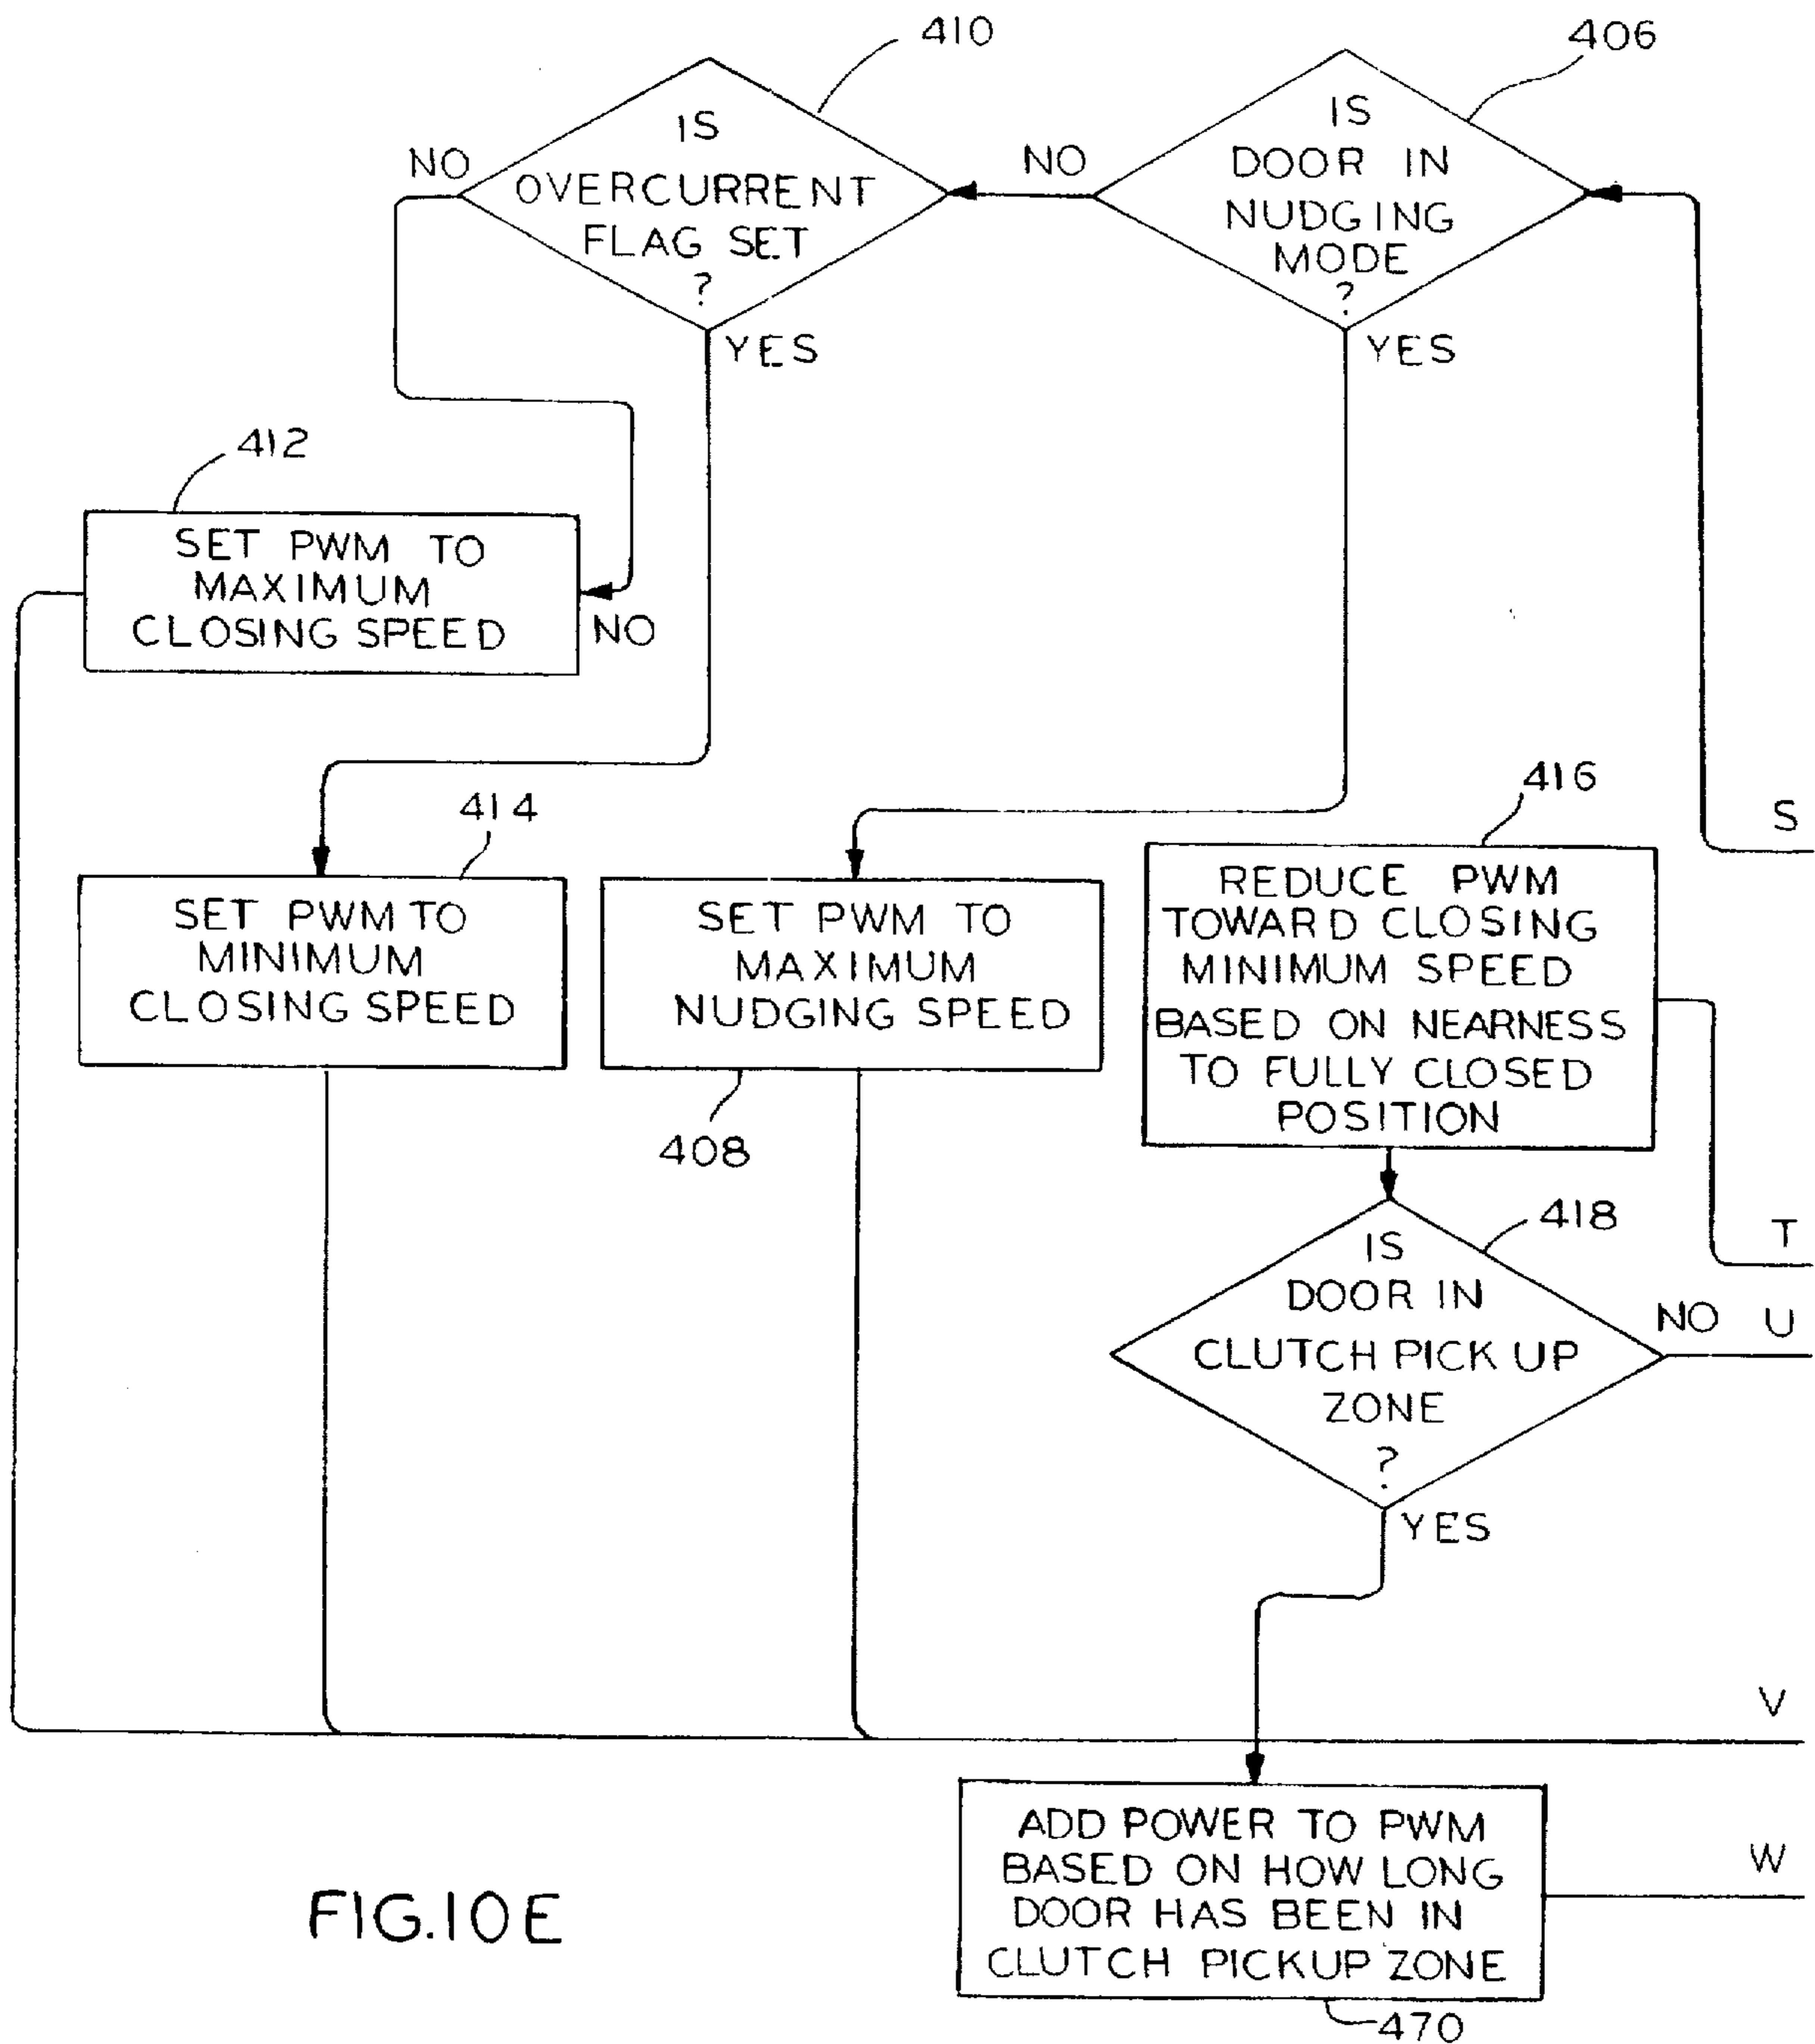 410
406
IS
OVERCURRENT
FLAG SET
?
NO
YES
IS
DOOR IN
NUDGING
MODE
?
NO
YES
412
SET PWM TO
MAXIMUM
CLOSING SPEED
NO
414
SET PWM TO
MINIMUM
CLOSING SPEED
SET PWM TO
MAXIMUM
NUDGING SPEED
408
416
REDUCE PWM
TOWARD CLOSING
MINIMUM SPEED
BASED ON NEARNESS
TO FULLY CLOSED
POSITION
S
418
IS
DOOR IN
CLUTCH PICK UP
ZONE
?
T
NO U
YES
V
ADD POWER TO PWM
BASED ON HOW LONG
DOOR HAS BEEN IN
CLUTCH PICKUP ZONE
W
470
FIG.10E